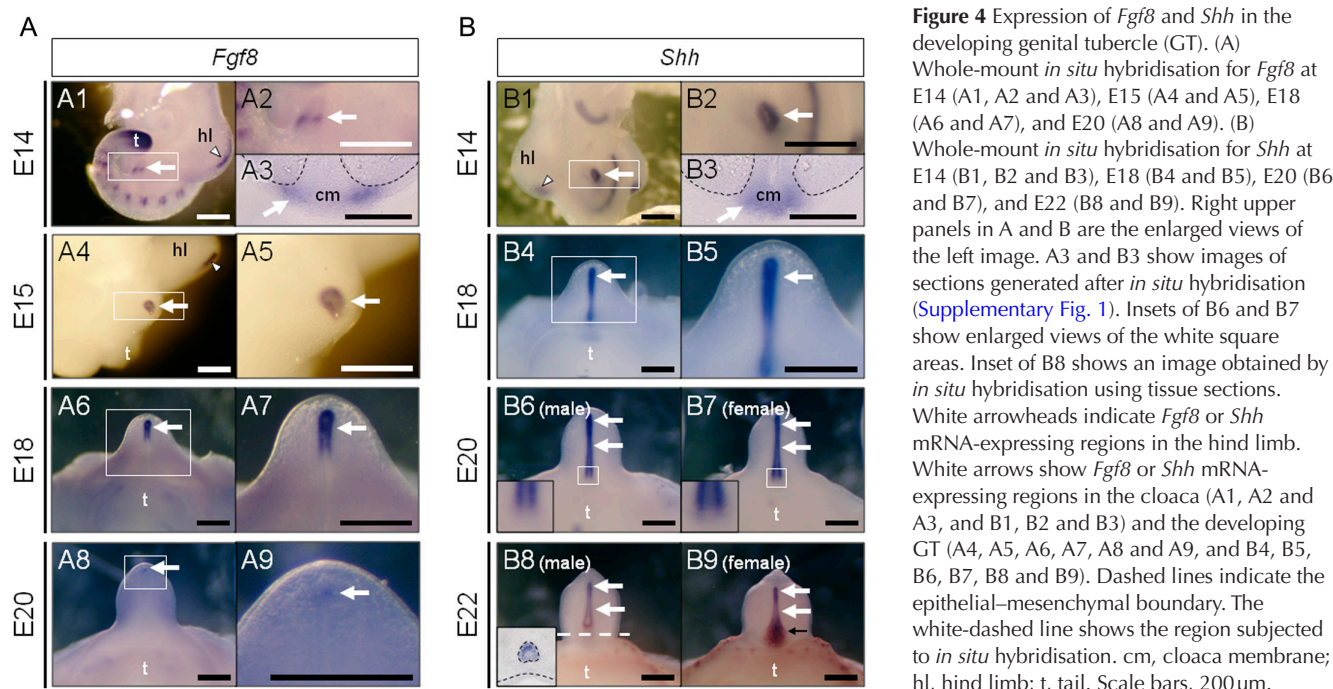 A
B
Fgf8
Shh
E14
A1
t
hl
A2
A3
cm
E15
A4
hl
t
A5
E18
A6
t
A7
E20
A8
t
A9
E14
B1
hl
B2
B3
cm
E18
B4
t
B5
E20
B6 (male)
t
B7 (female)
t
E22
B8 (male)
t
B9 (female)
t
Figure 4 Expression of Fgf8 and Shh in the
developing genital tubercle (GT). (A)
Whole-mount in situ hybridisation for Fgf8 at
E14 (A1, A2 and A3), E15 (A4 and A5), E18
(A6 and A7), and E20 (A8 and A9). (B)
Whole-mount in situ hybridisation for Shh at
E14 (B1, B2 and B3), E18 (B4 and B5), E20 (B6
and B7), and E22 (B8 and B9). Right upper
panels in A and B are the enlarged views of
the left image. A3 and B3 show images of
sections generated after in situ hybridisation
(Supplementary Fig. 1). Insets of B6 and B7
show enlarged views of the white square
areas. Inset of B8 shows an image obtained by
in situ hybridisation using tissue sections.
White arrowheads indicate Fgf8 or Shh
mRNA-expressing regions in the hind limb.
White arrows show Fgf8 or Shh mRNA-
expressing regions in the cloaca (A1, A2 and
A3, and B1, B2 and B3) and the developing
GT (A4, A5, A6, A7, A8 and A9, and B4, B5,
B6, B7, B8 and B9). Dashed lines indicate the
epithelial–mesenchymal boundary. The
white-dashed line shows the region subjected
to in situ hybridisation. cm, cloaca membrane;
hl, hind limb; t, tail. Scale bars, 200 μm.